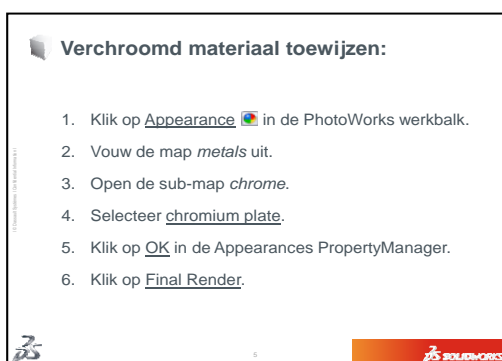 Verchroomd materiaal toewijzen:
1. Klik op Appearance in de PhotoWorks werkbalk.
2. Vouw de map metals uit.
3. Open de sub-map chrome.
4. Selecteer chromium plate.
5. Klik op OK in de Appearances PropertyManager.
6. Klik op Final Render.
5
SOLIDWORKS